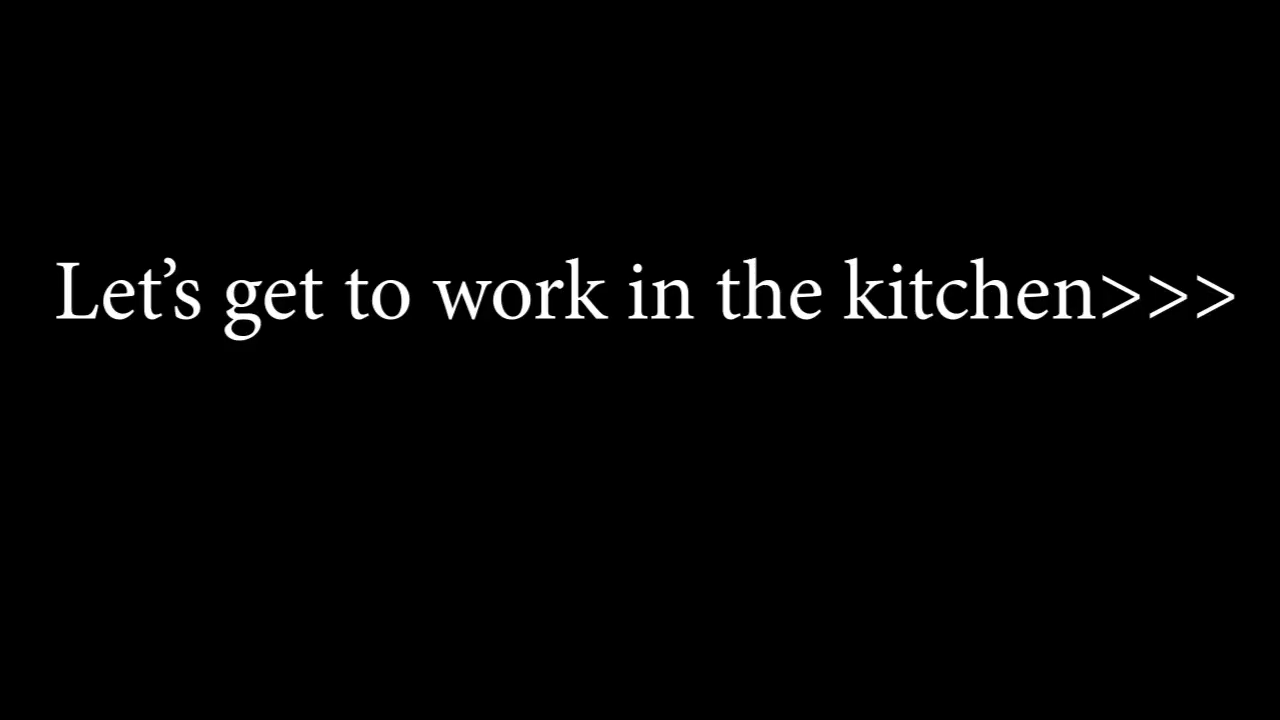 Let’s get to work in the kitchen>>>